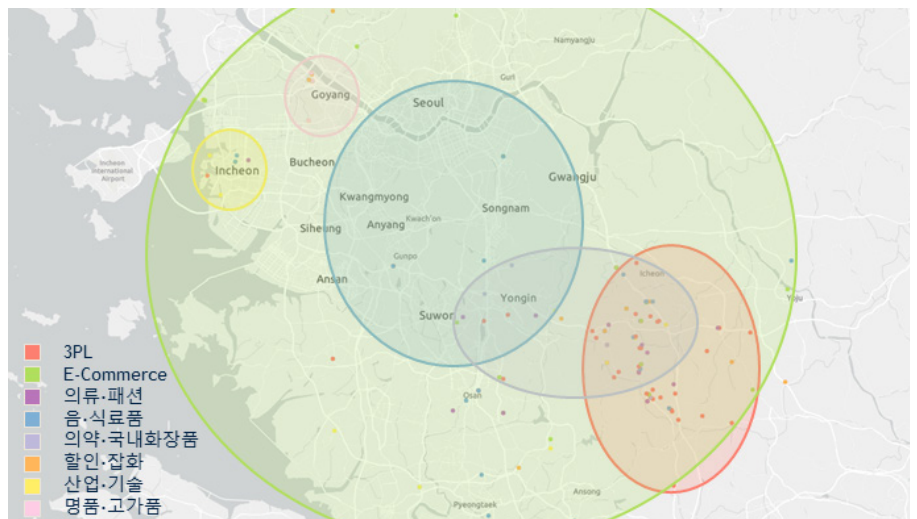 Namyangju
Guri
Goyang
Seoul
Incheon
International
Airport
Incheon
Bucheon
Gwangju
Kwangmyong
Songnam
Kwach'on
Anyang
Siheung
Gunpo
Icheon
Ansan
Yongin
Yoju
Suwon
Osan
Ansong
Pyeongtaek
3PL
E-Commerce
의류·패션
음·식료품
의약·국내화장품
할인·잡화
산업·기술
명품·고가품